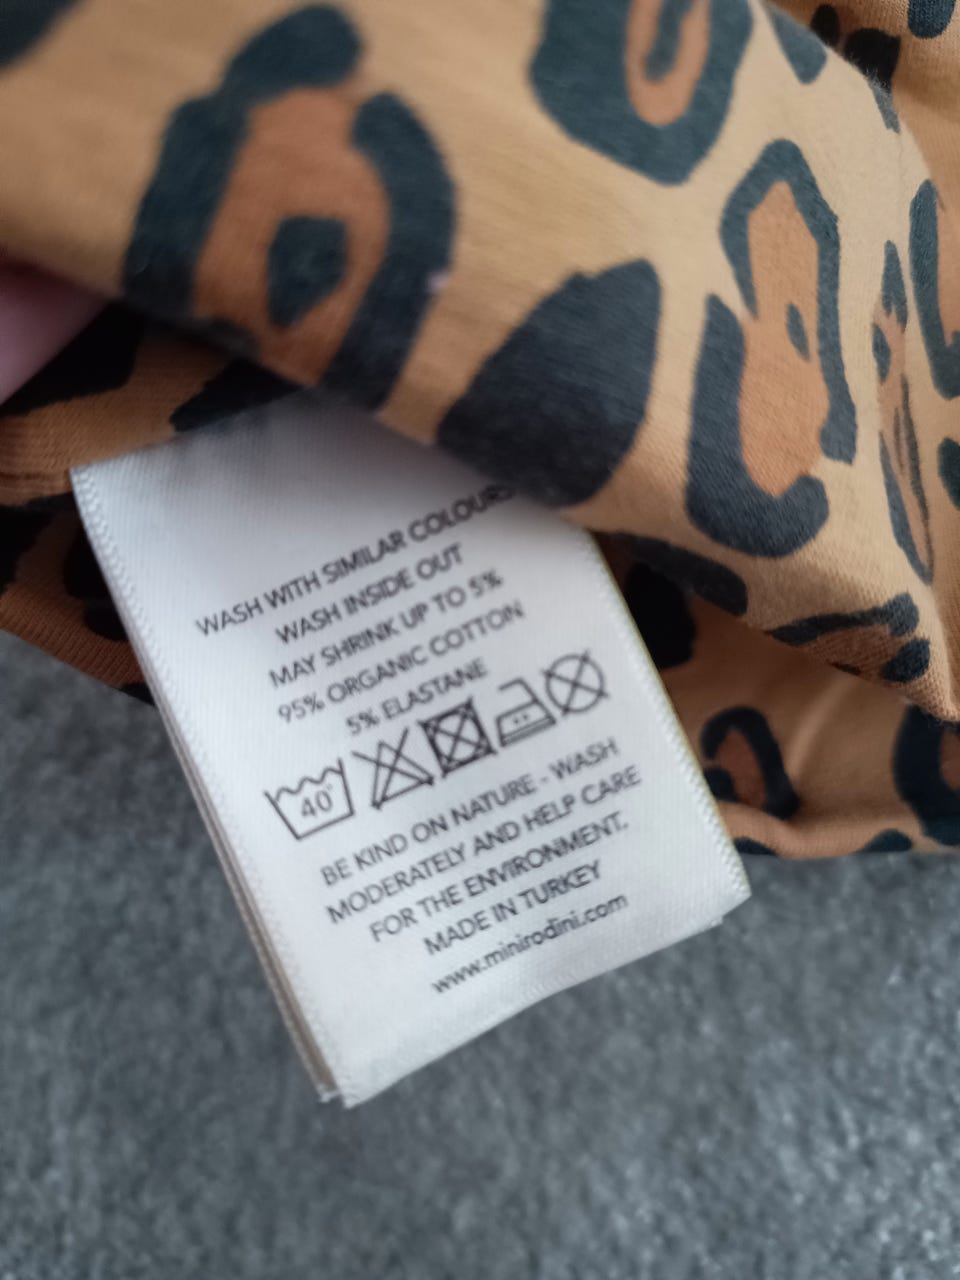 WASH WITH SIMILAR COLOURS
WASH INSIDE OUT
MAY SHRINK UP TO 5%
95% ORGANIC COTTON
5% ELASTANE
40°
BE KIND ON NATURE - WASH
MODERATELY AND HELP CARE
FOR THE ENVIRONMENT.
MADE IN TURKEY
www.minirodini.com